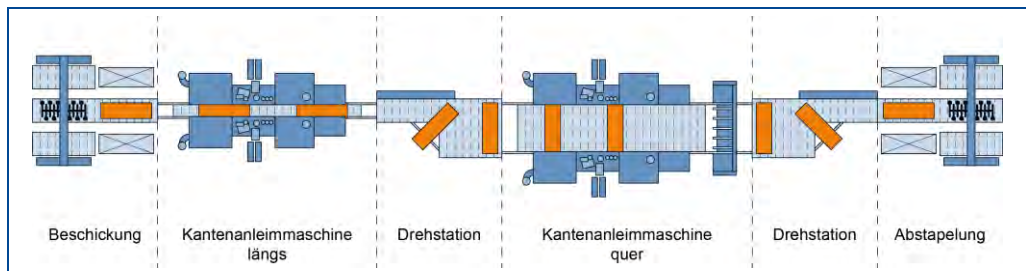 Beschickung
Kantenanleimmaschine
längs
Drehstation
Kantenanleimmaschine
quer
Drehstation
Abstapelung